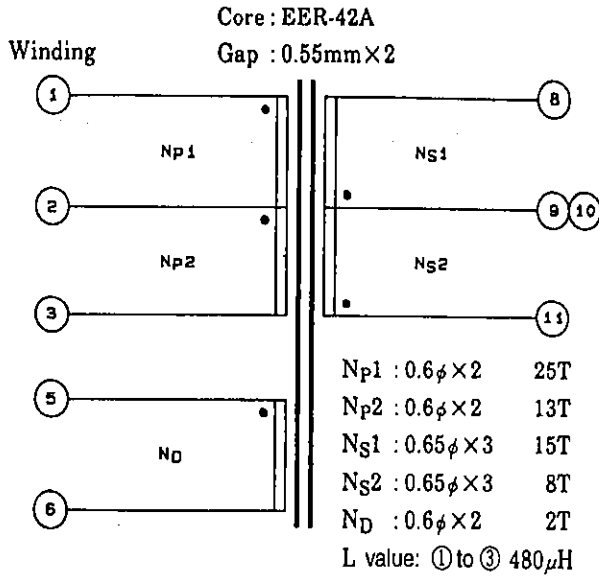 Core : EER-42A
Winding
Gap : 0.55mm×2
1
8
NP1
NS1
2
9 10
NP2
NS2
3
11
NP1 : 0.6φ×2 25T
5
NP2 : 0.6φ×2 13T
NS1 : 0.65φ×3 15T
ND
NS2 : 0.65φ×3 8T
6
ND : 0.6φ×2 2T
L value: ① to ③ 480μH